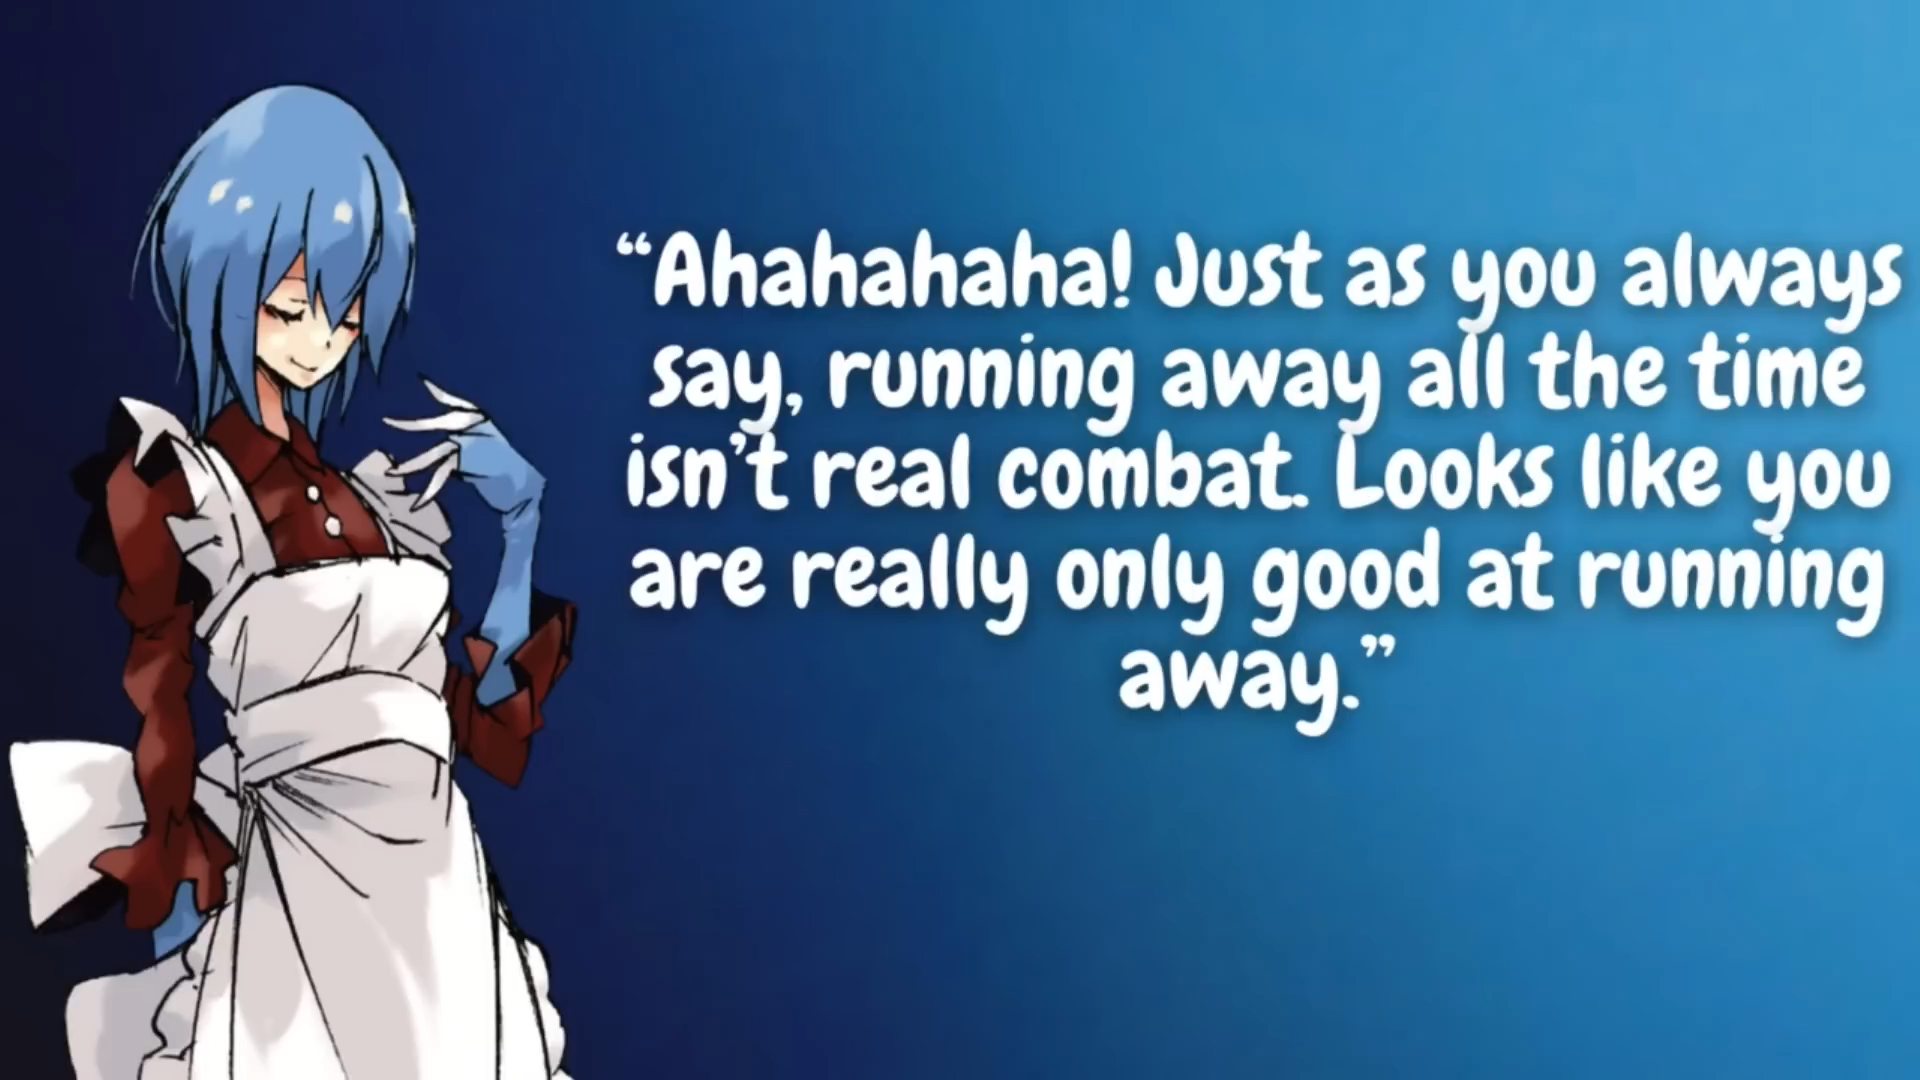 “Ahahahaha! Just as you always
say, running away all the time
isn’t real combat. Looks like you
are really only good at running
away.”